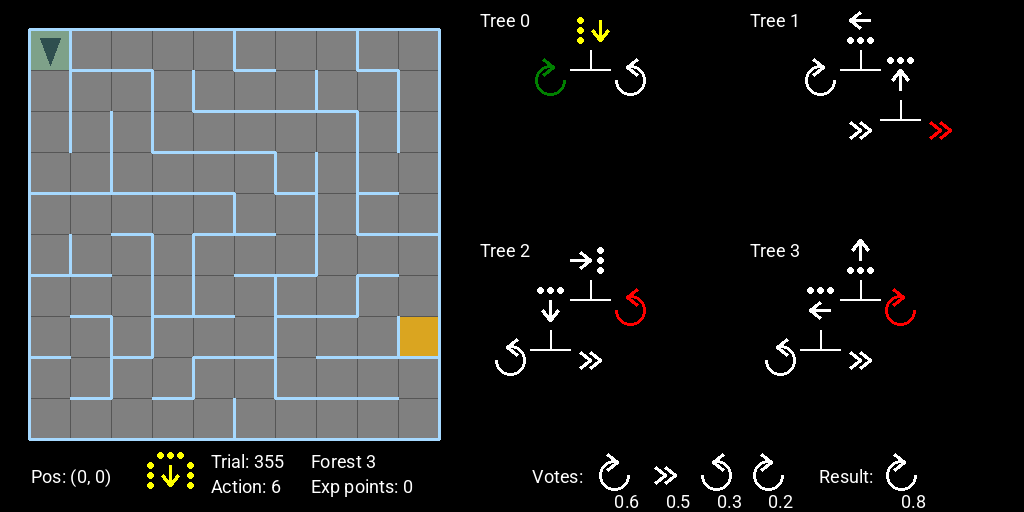 Tree 0
Tree 1
Tree 2
Tree 3
Pos: (0, 0)
Trial: 355
Forest 3
Action: 6
Exp points: 0
Votes:
0.6
0.5
0.3
0.2
Result:
0.8